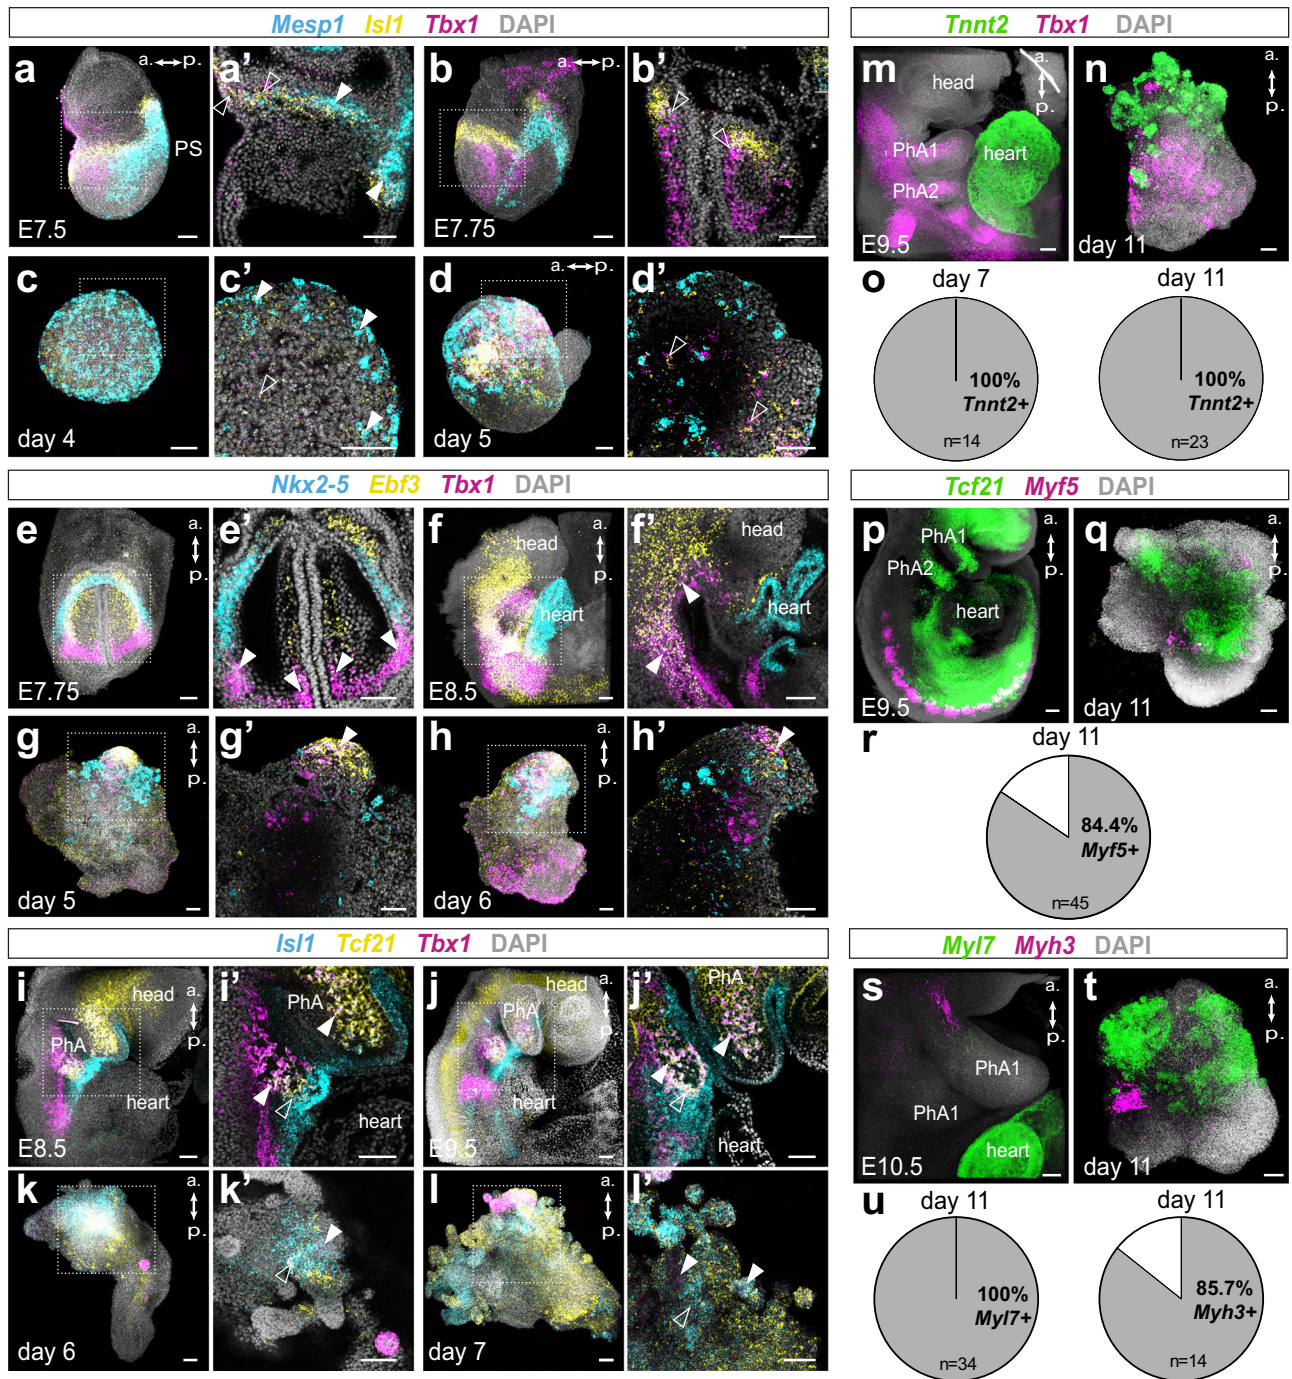 Mesp1 Isl1 Tbx1 DAPI
a
a. p.
PS
E7.5
a'
b
a. p.
E7.75
b'
c
day 4
c'
d
a. p.
day 5
d'
Nkx2-5 Ebf3 Tbx1 DAPI
e
a.
p.
E7.75
e'
f
a.
p.
head
heart
E8.5
f'
head
heart
g
a.
p.
day 5
g'
h
a.
p.
day 6
h'
Isl1 Tcf21 Tbx1 DAPI
i
a.
p.
head
PhA
heart
E8.5
i'
PhA
heart
j
a.
p.
head
PhA
heart
E9.5
j'
PhA
heart
k
a.
p.
day 6
k'
l
a.
p.
day 7
l'
Tnnt2 Tbx1 DAPI
m
a.
p.
head
PhA1
heart
PhA2
E9.5
n
a.
p.
day 11
o
day 7
100%
Tnnt2+
n=14
day 11
100%
Tnnt2+
n=23
Tcf21 Myf5 DAPI
p
a.
p.
PhA1
PhA2
heart
E9.5
q
a.
p.
day 11
r
day 11
84.4%
Myf5+
n=45
Myl7 Myh3 DAPI
s
a.
p.
PhA1
PhA1
heart
E10.5
t
a.
p.
day 11
u
day 11
100%
Myl7+
n=34
day 11
85.7%
Myh3+
n=14